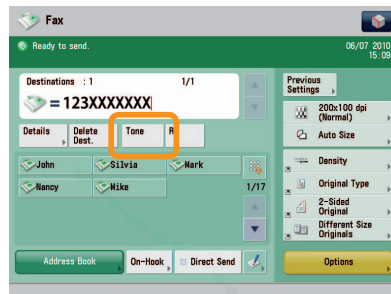 Fax
Ready to send.
06/07 2010
15:09
Destinations : 1
1/1
= 123XXXXXXX
Details
Delete
Dest.
Tone
R
John
Silvia
Mark
Nancy
Mike
1/17
Address Book
On-Hook
Direct Send
Previous
Settings
200x100 dpi
(Normal)
Auto Size
Density
Original Type
2-Sided
Original
Different Size
Originals
Options